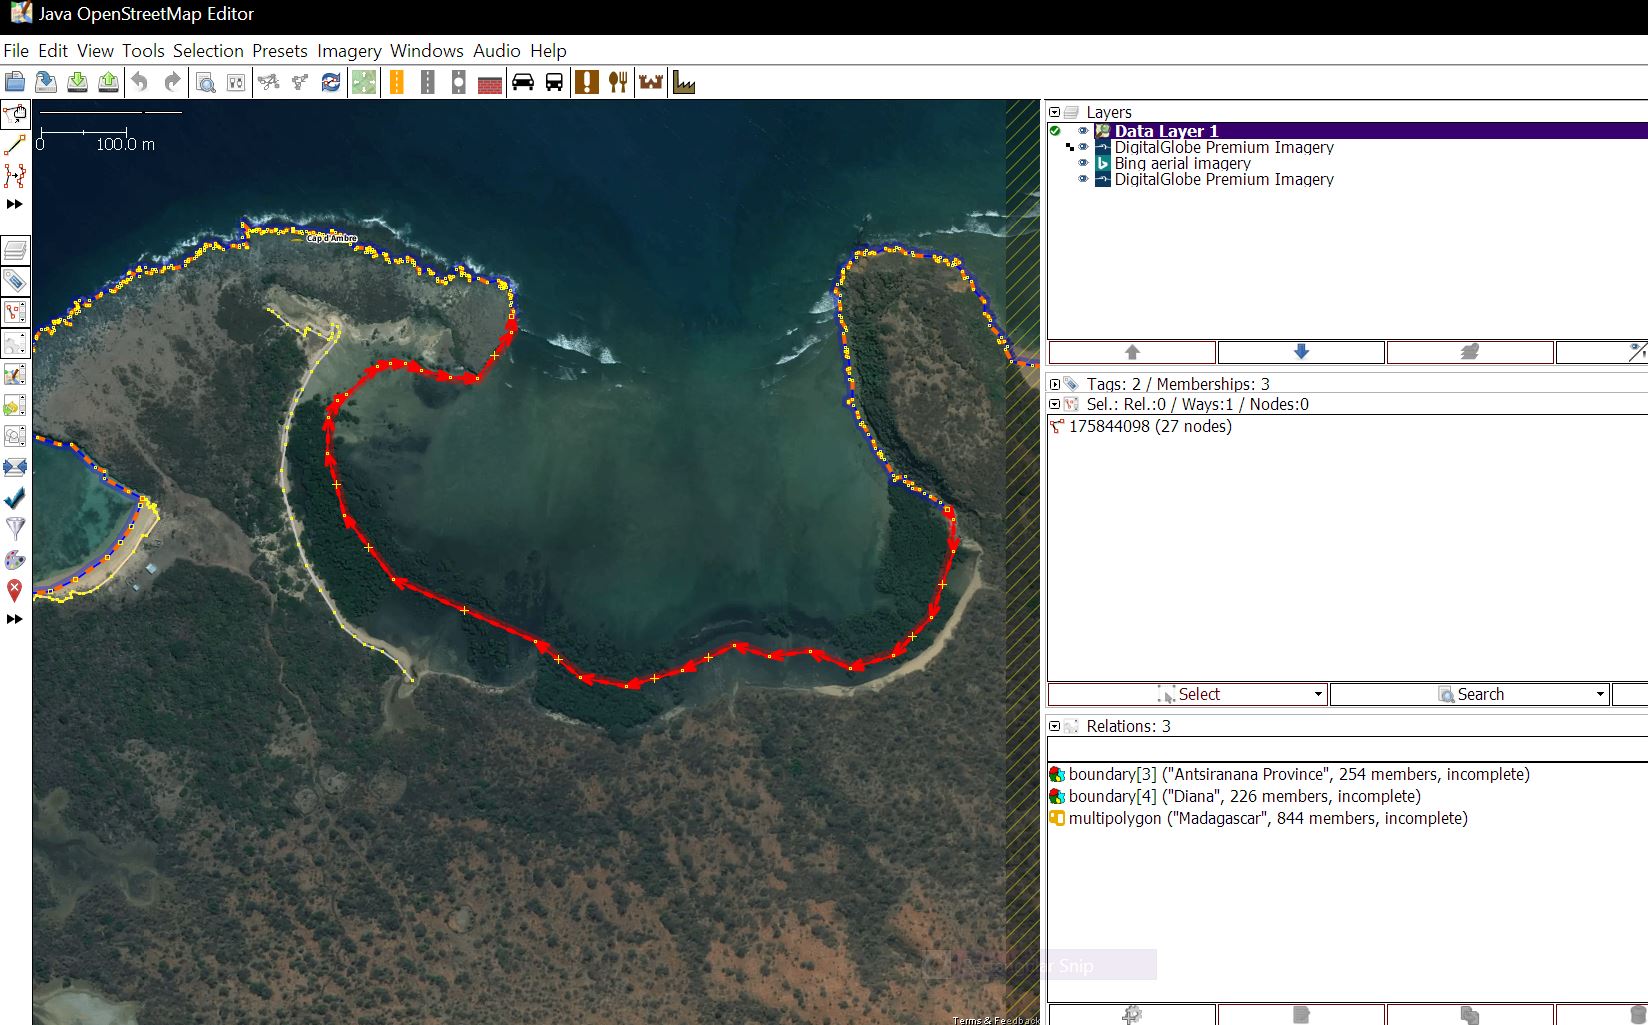 Java OpenStreetMap Editor
File Edit View Tools Selection Presets Imagery Windows Audio Help
0 100.0 m
Cap d'Ambre
Layers
Data Layer 1
DigitalGlobe Premium Imagery
Bing aerial imagery
DigitalGlobe Premium Imagery
Tags: 2 / Memberships: 3
Sel.: Rel.:0 / Ways:1 / Nodes:0
175844098 (27 nodes)
Select Search
Relations: 3
boundary[3] ("Antsiranana Province", 254 members, incomplete)
boundary[4] ("Diana", 226 members, incomplete)
multipolygon ("Madagascar", 844 members, incomplete)
Snip
Terms & Feedback